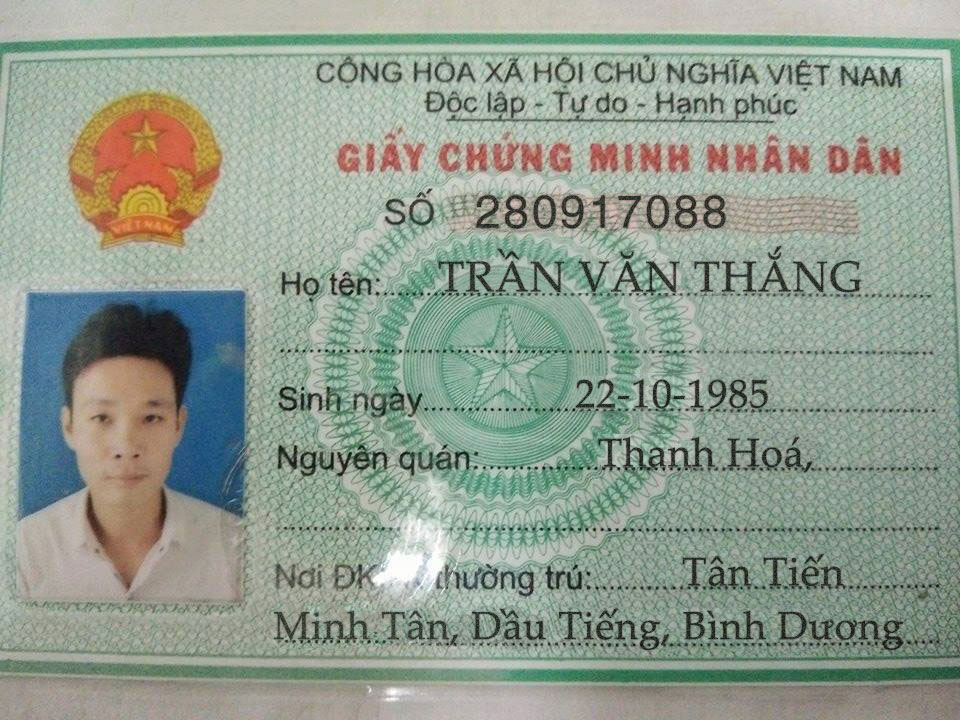 CỘNG HÒA XÃ HỘI CHỦ NGHĨA VIỆT NAM
Độc lập - Tự do - Hạnh phúc
GIẤY CHỨNG MINH NHÂN DÂN
SỐ 280917088
VIET NAM
Họ tên: TRẦN VĂN THẮNG
Sinh ngày 22-10-1985
Nguyên quán: Thanh Hoá,
Nơi ĐK thường trú: Tân Tiến
Minh Tân, Dầu Tiếng, Bình Dương